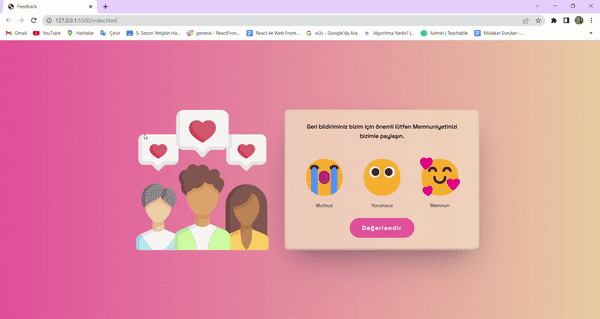 Feedback
127.0.0.1:5500/index.html
Gmail
YouTube
Haritalar
Çevir
5. Sezon Yetişkin Ha...
general - ReactFron...
React ile Web Front...
w3c - Google'da Ara
Algoritma Nedir? |...
Admin | Teachable
Mülakat Soruları -...
Geri bildiriminiz bizim için önemli lütfen Memnuniyetinizi
bizimle paylaşın.
Mutsuz
Yorumsuz
Memnun
Değerlendir